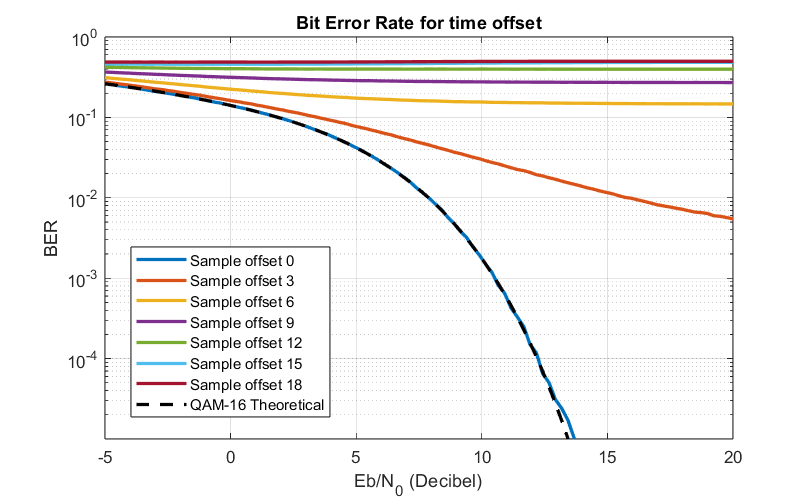 Bit Error Rate for time offset
10^0
10^-1
10^-2
10^-3
10^-4
BER
Sample offset 0
Sample offset 3
Sample offset 6
Sample offset 9
Sample offset 12
Sample offset 15
Sample offset 18
QAM-16 Theoretical
-5 0 5 10 15 20
Eb/N_0 (Decibel)